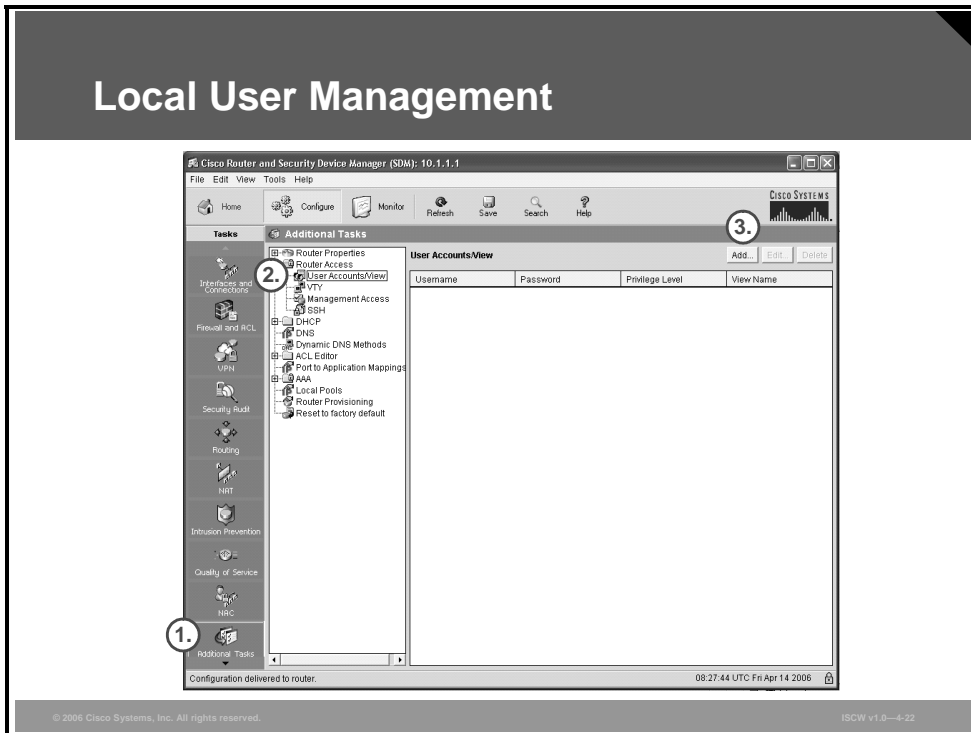 Local User Management
Cisco Router and Security Device Manager (SDM): 10.1.1.1
File Edit View Tools Help
Home
Configure
Monitor
Refresh
Save
Search
Help
CISCO SYSTEMS
Tasks
Additional Tasks
3.
Interfaces and
Connections
Firewall and ACL
VPN
Security Audit
Routing
NAT
Intrusion Prevention
Quality of Service
NAC
1.
Additional Tasks
Router Properties
Router Access
2.
User Accounts/View
VTY
Management Access
SSH
DHCP
DNS
Dynamic DNS Methods
ACL Editor
Port to Application Mappings
AAA
Local Pools
Router Provisioning
Reset to factory default
User Accounts/View
Add... Edit... Delete
Username Password Privilege Level View Name
Configuration delivered to router.
08:27:44 UTC Fri Apr 14 2006
© 2006 Cisco Systems, Inc. All rights reserved.
ISCW v1.0—4-22